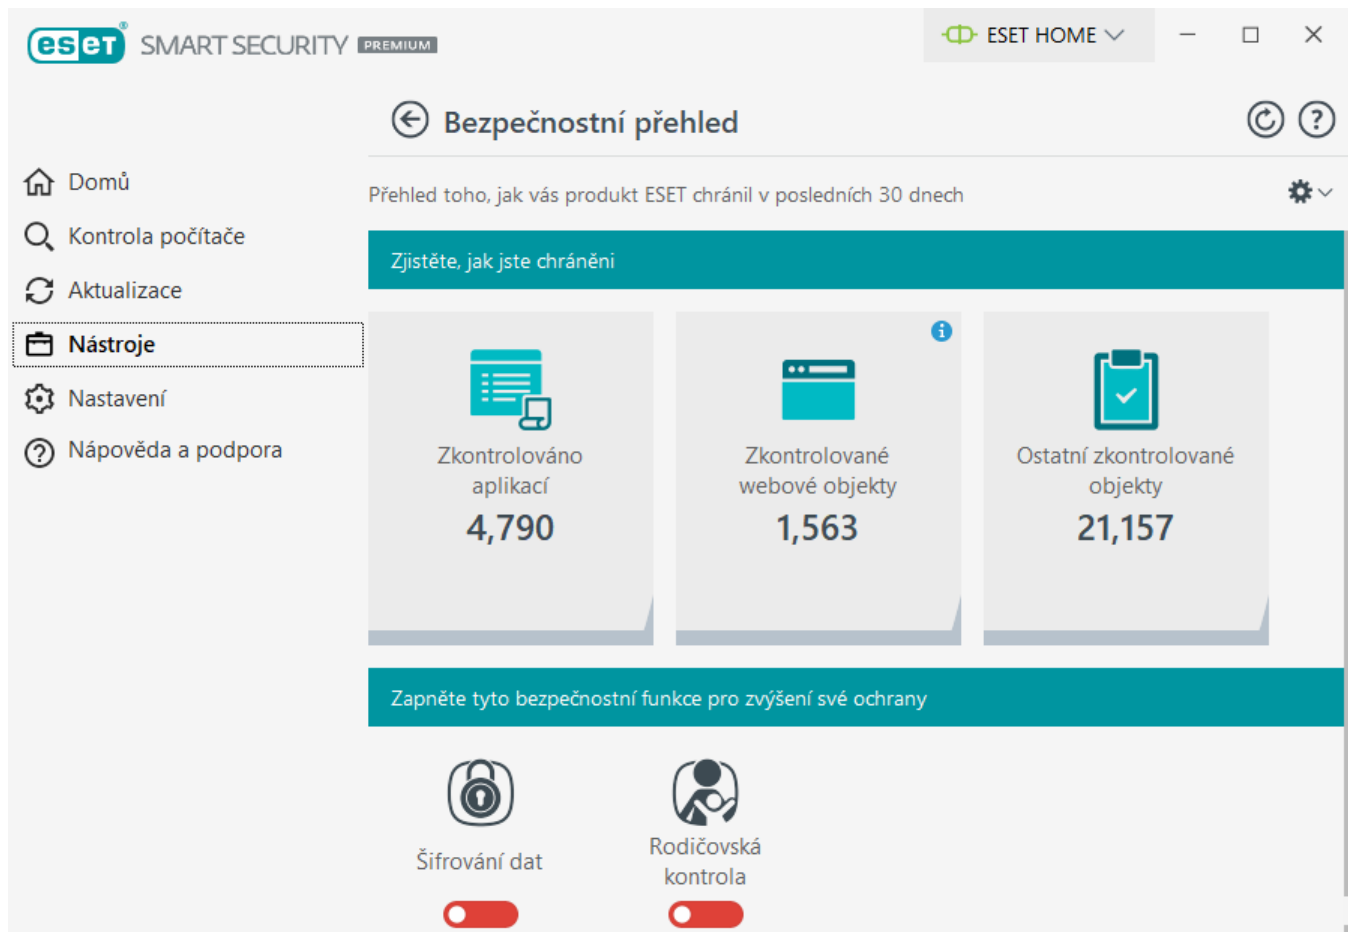 eset® SMART SECURITY PREMIUM
ESET HOME
Bezpečnostní přehled
Domů
Kontrola počítače
Aktualizace
Nástroje
Nastavení
Nápověda a podpora
Přehled toho, jak vás produkt ESET chránil v posledních 30 dnech
Zjistěte, jak jste chráněni
Zkontrolováno
aplikací
4,790
Zkontrolované
webové objekty
1,563
Ostatní zkontrolované
objekty
21,157
Zapněte tyto bezpečnostní funkce pro zvýšení své ochrany
Šifrování dat
Rodičovská
kontrola